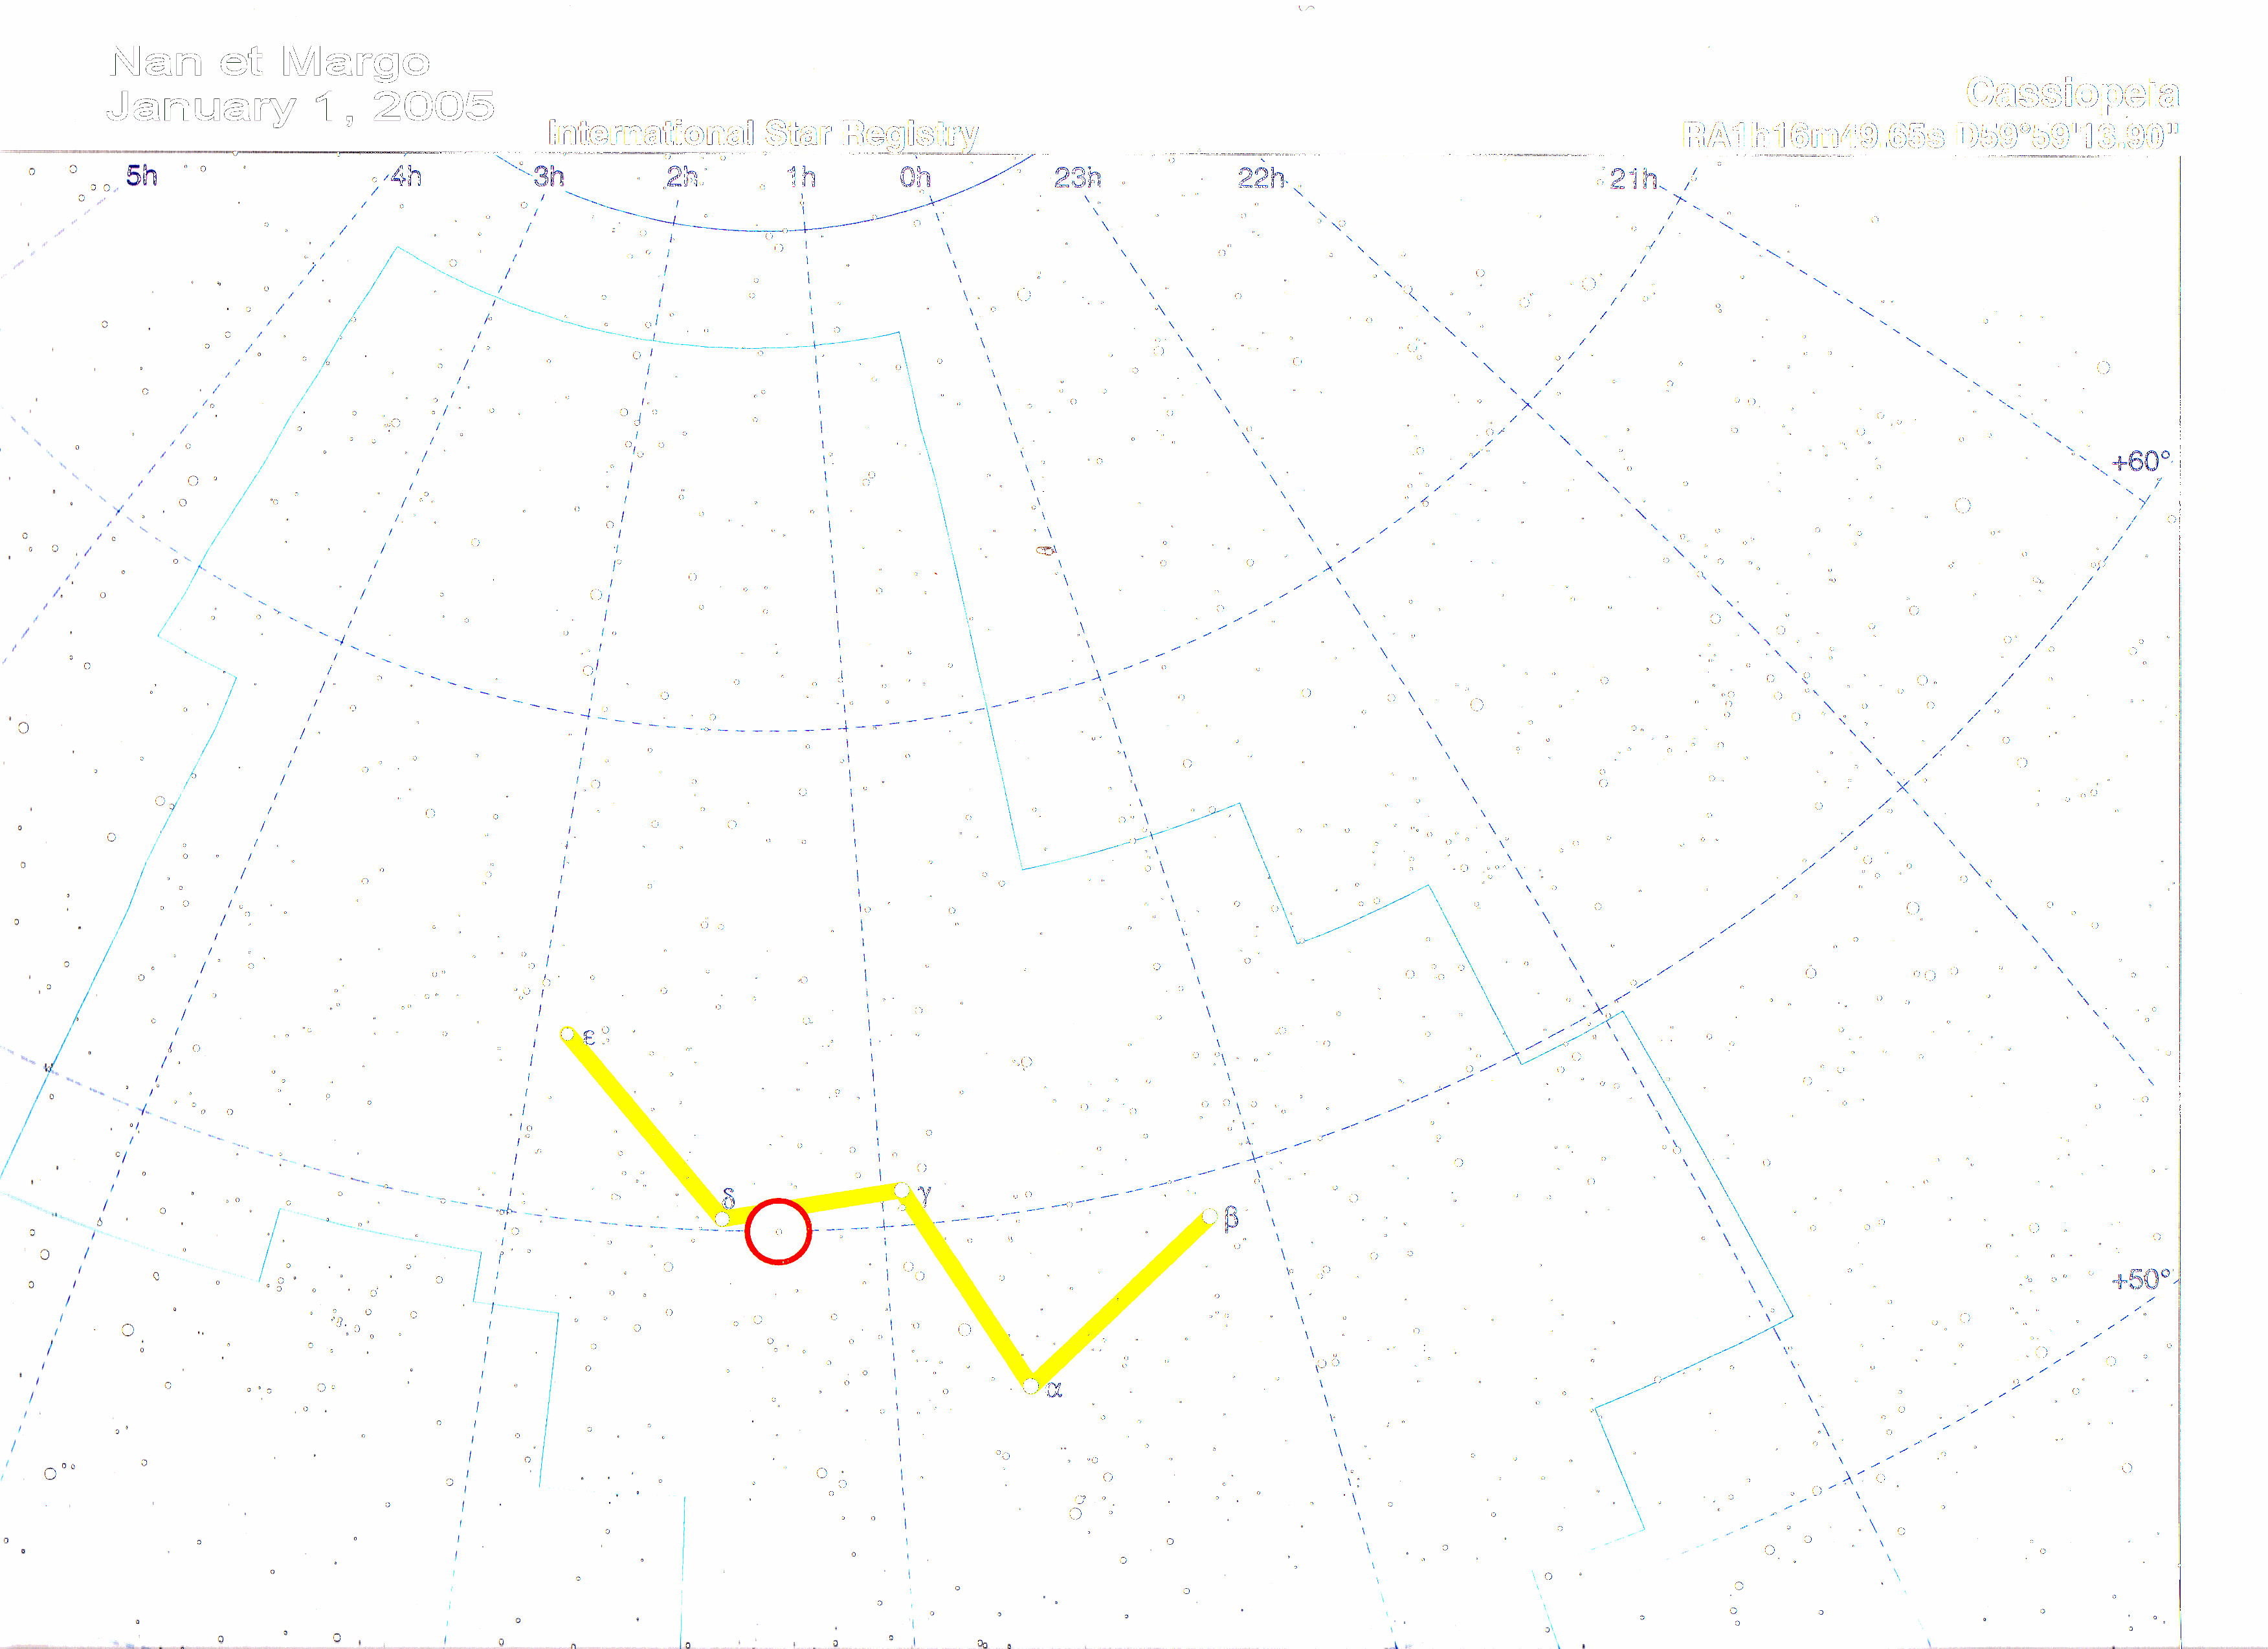 Nan et Margo
January 1, 2005
International Star Registry
Cassiopeia
RA1h16m49.65s D59°59'13.90"
5h 4h 3h 2h 1h 0h 23h 22h 21h
+60°
ε
δ
γ
β
+50°
α